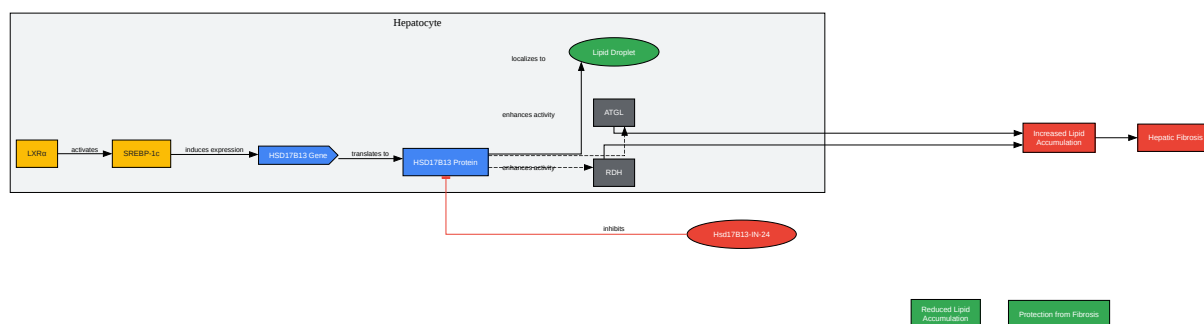 Hepatocyte
Lipid Droplet
localizes to
enhances activity
ATGL
Increased Lipid
Accumulation
Hepatic Fibrosis
LXRα
activates
SREBP-1c
induces expression
HSD17B13 Gene
translates to
HSD17B13 Protein
enhances activity
RDH
inhibits
Hsd17B13-IN-24
Reduced Lipid
Accumulation
Protection from Fibrosis